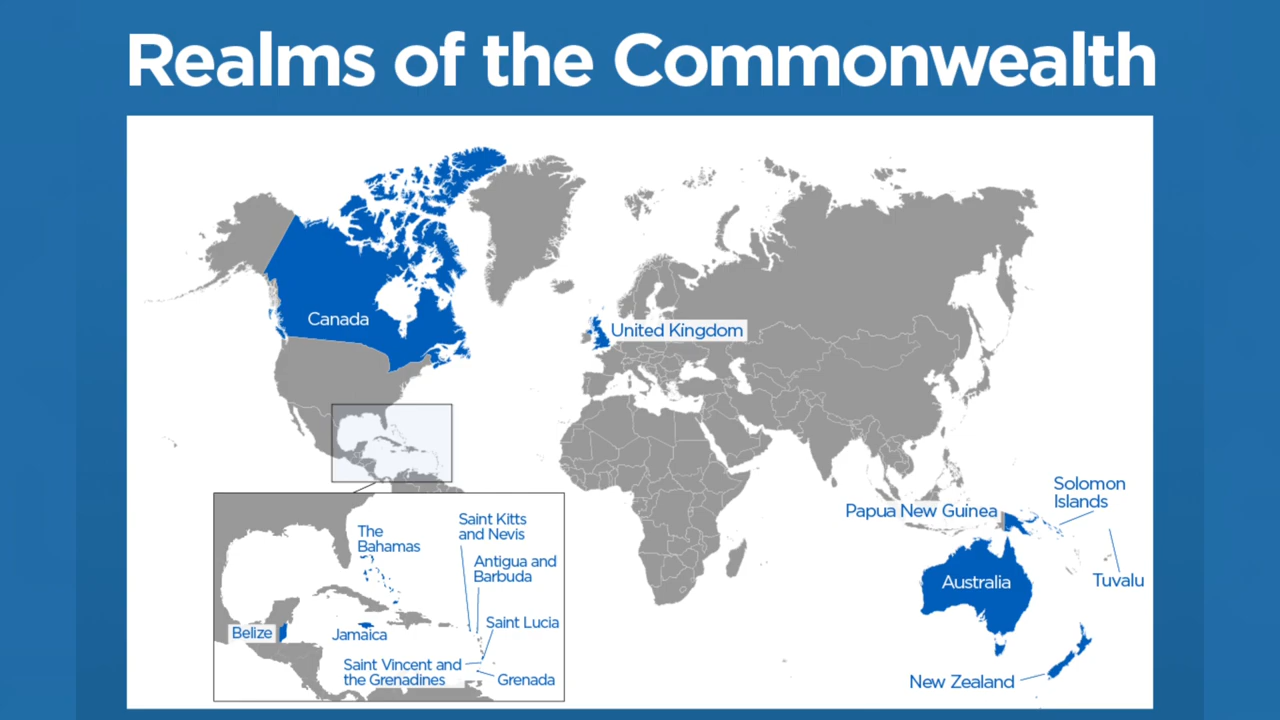 Realms of the Commonwealth
Canada
United Kingdom
Solomon
Islands
Papua New Guinea
Tuvalu
Australia
New Zealand
The
Bahamas
Saint Kitts
and Nevis
Antigua and
Barbuda
Saint Lucia
Belize
Jamaica
Saint Vincent and
the Grenadines
Grenada